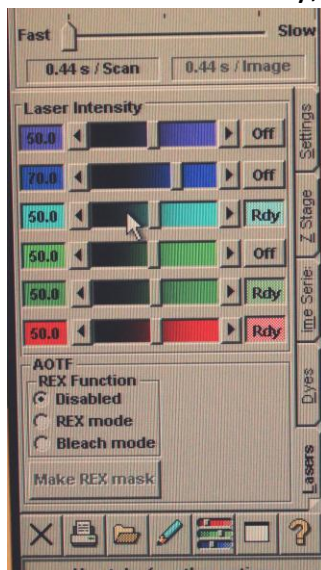 Fast Slow
0.44 s / Scan 0.44 s / Image
Laser Intensity
50.0 Off
70.0 Off
50.0 Rdy
50.0 Off
50.0 Rdy
50.0 Rdy
AOTF
REX Function
Disabled
REX mode
Bleach mode
Make REX mask
Settings
Z Stage
Time Serie:
Dyes
Lasers
?